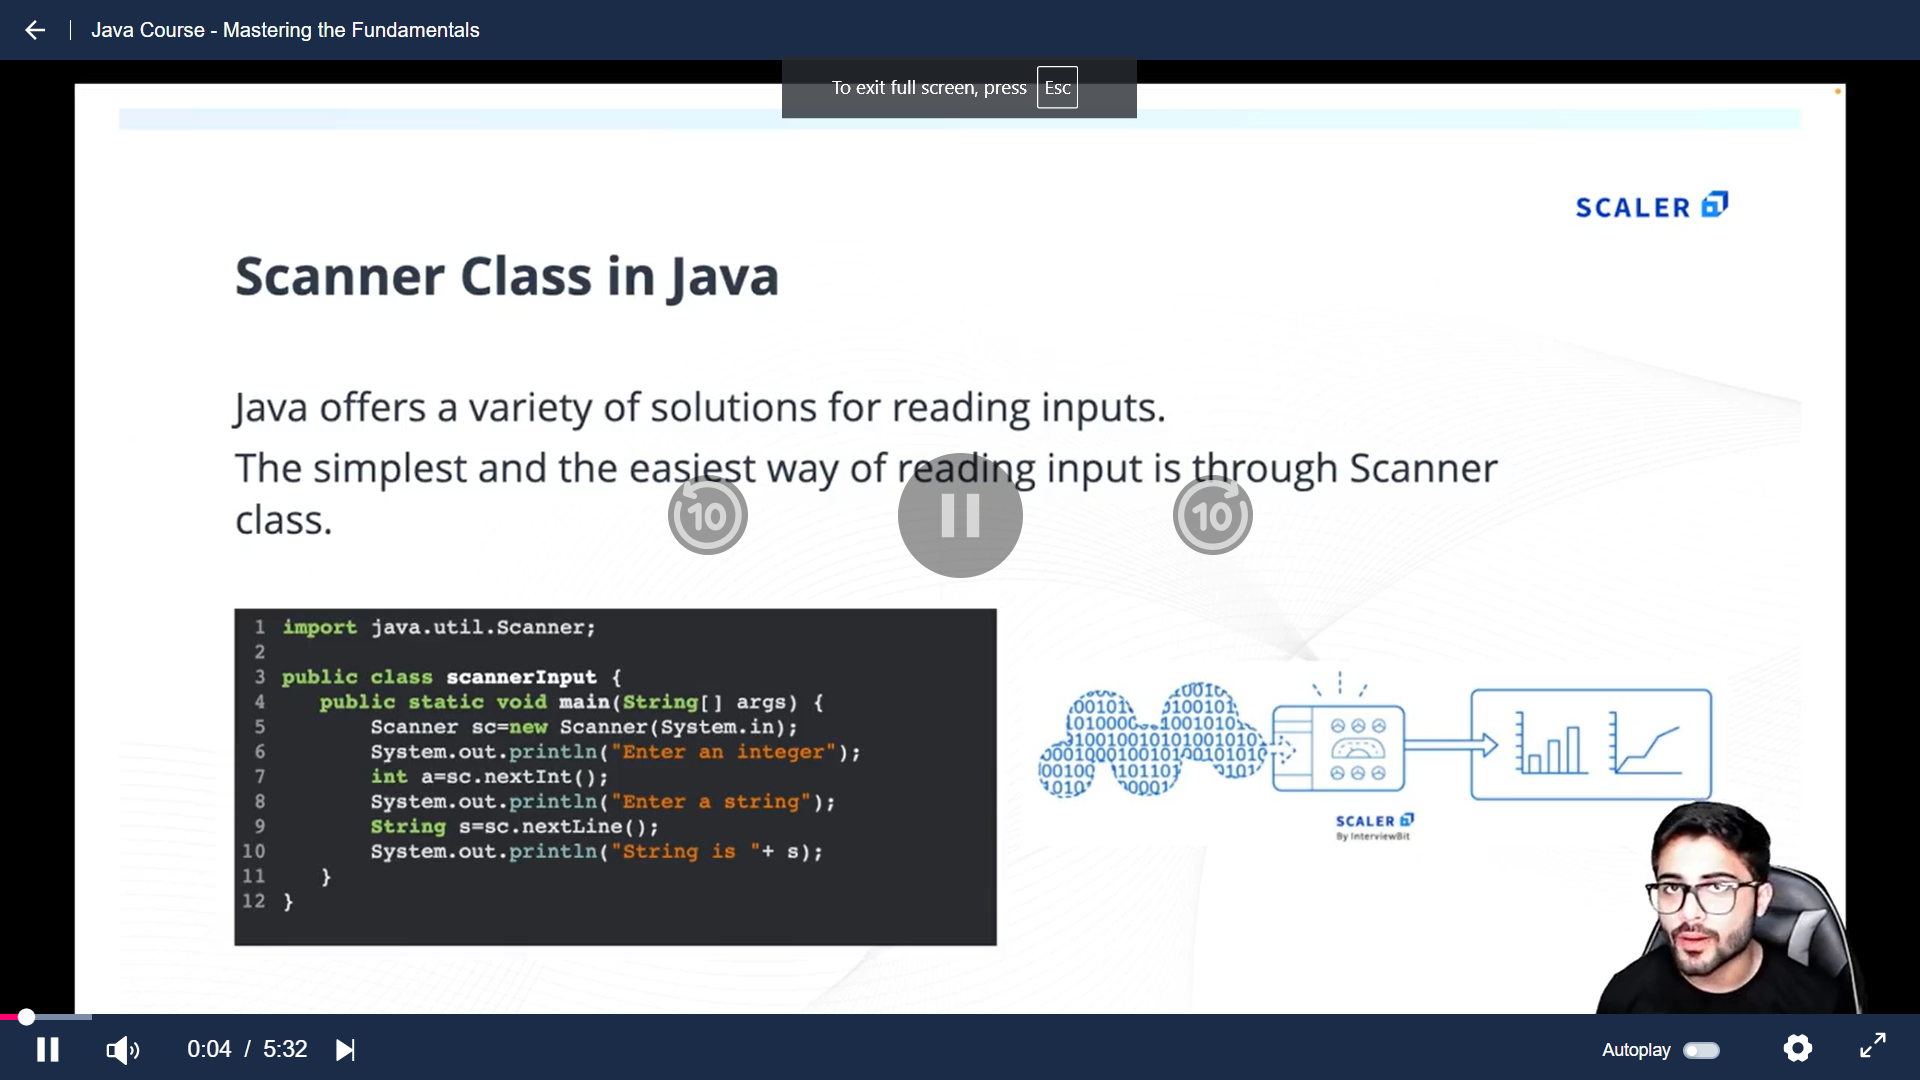 Java Course - Mastering the Fundamentals
To exit full screen, press Esc
SCALER
Scanner Class in Java
Java offers a variety of solutions for reading inputs.
The simplest and the easiest way of reading input is through Scanner
class.
10
10
1 import java.util.Scanner;
2
3 public class scannerInput {
4 public static void main(String[] args) {
5 Scanner sc=new Scanner(System.in);
6 System.out.println("Enter an integer");
7 int a=sc.nextInt();
8 System.out.println("Enter a string");
9 String s=sc.nextLine();
10 System.out.println("String is "+ s);
11 }
12 }
SCALER
By InterviewBit
0:04 / 5:32
Autoplay